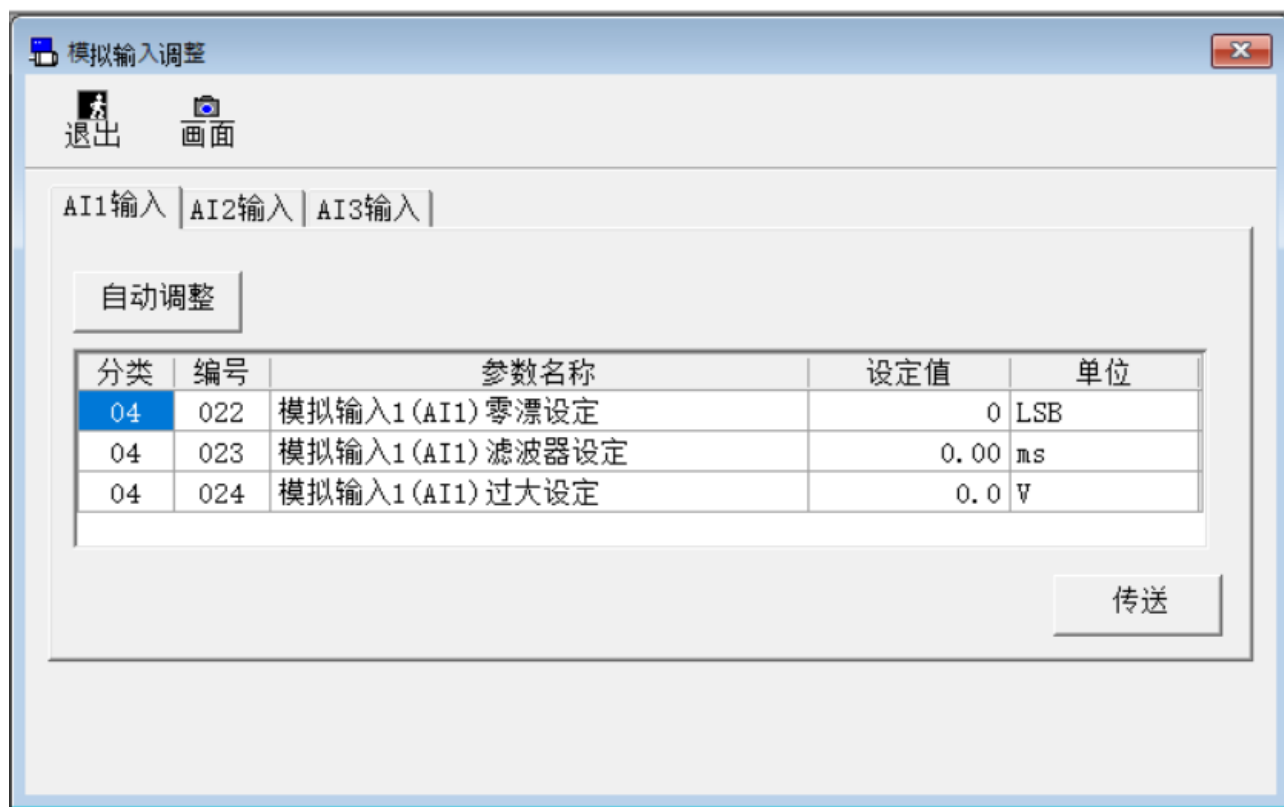 模拟输入调整
退出 画面
AI1输入 AI2输入 AI3输入
自动调整
分类 编号 参数名称 设定值 单位
04 022 模拟输入1(AI1)零漂设定 0 LSB
04 023 模拟输入1(AI1)滤波器设定 0.00 ms
04 024 模拟输入1(AI1)过大设定 0.0 V
传送